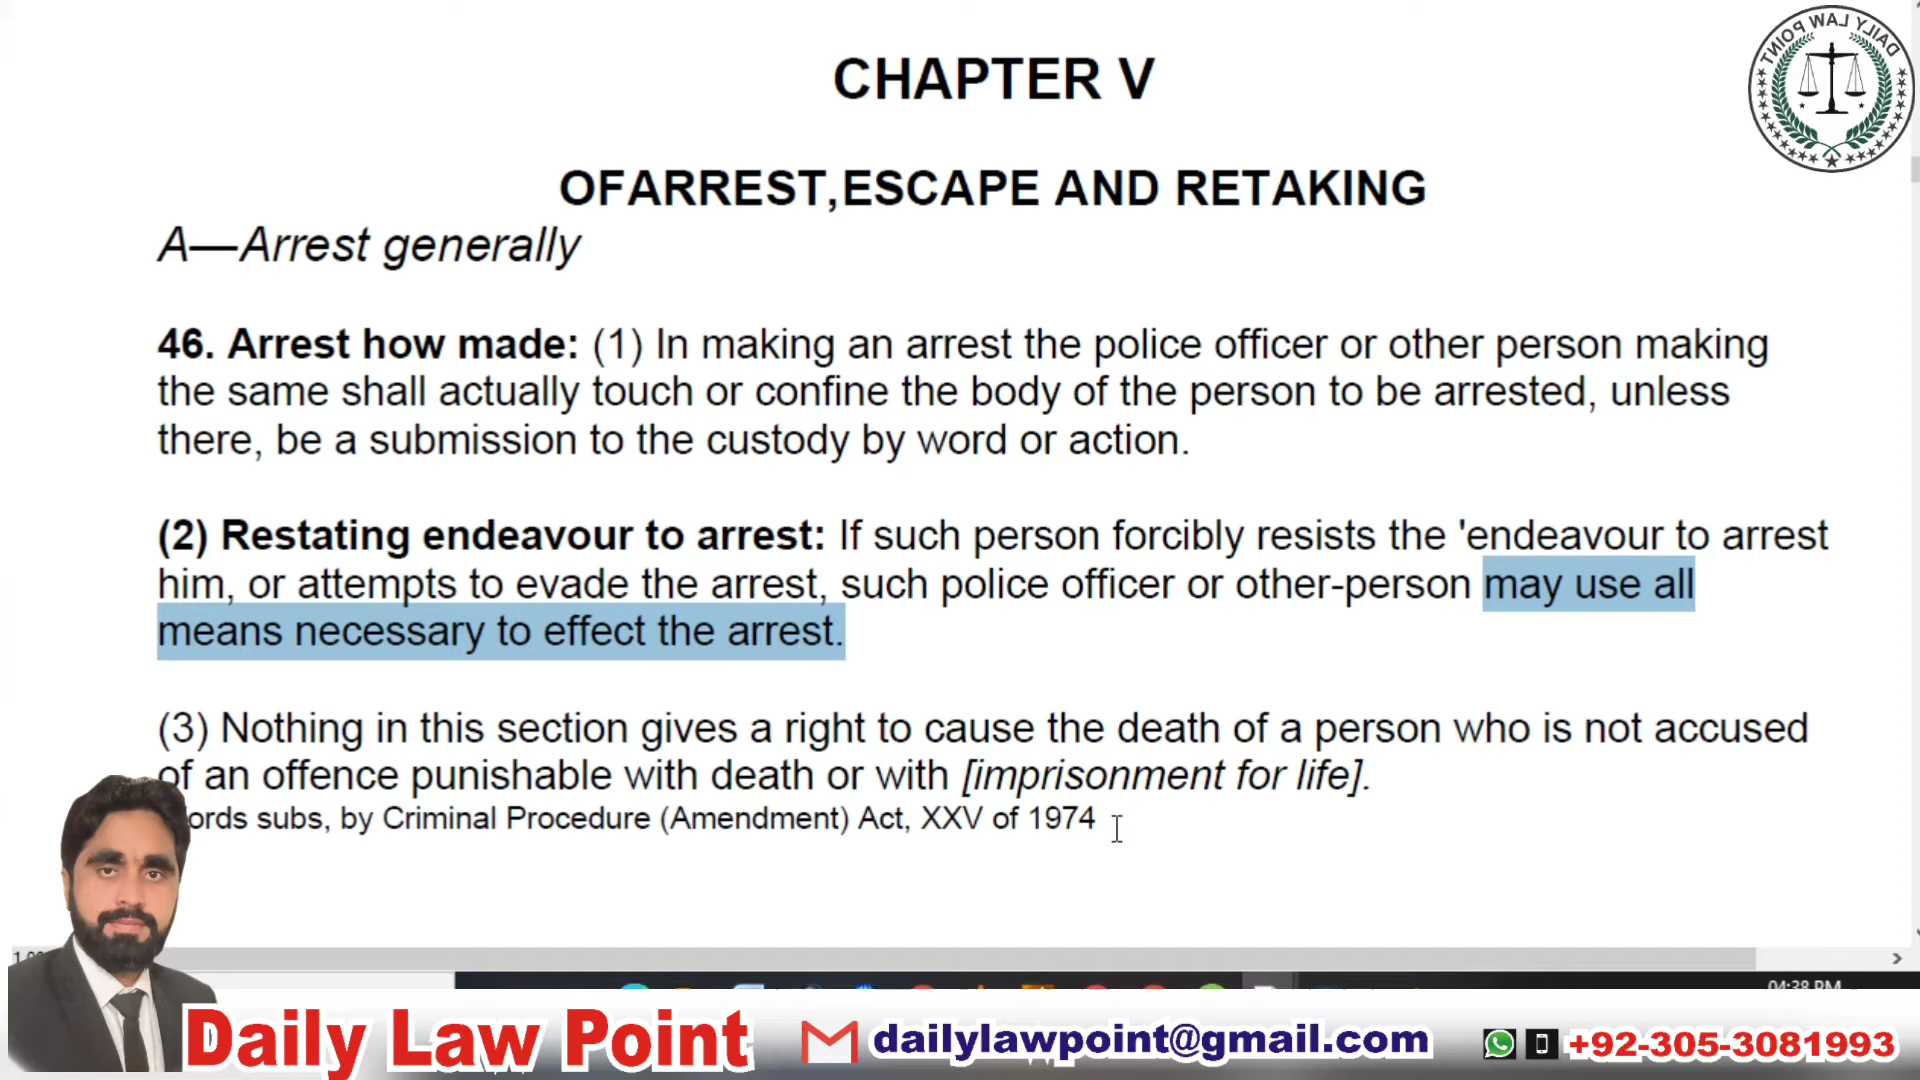 DAILY LAW POINT
CHAPTER V
OFARREST,ESCAPE AND RETAKING
A—Arrest generally
46. Arrest how made: (1) In making an arrest the police officer or other person making
the same shall actually touch or confine the body of the person to be arrested, unless
there, be a submission to the custody by word or action.
(2) Restating endeavour to arrest: If such person forcibly resists the 'endeavour to arrest
him, or attempts to evade the arrest, such police officer or other-person may use all
means necessary to effect the arrest.
(3) Nothing in this section gives a right to cause the death of a person who is not accused
of an offence punishable with death or with [imprisonment for life].
ords subs, by Criminal Procedure (Amendment) Act, XXV of 1974
04:38 PM
Daily Law Point
dailylawpoint@gmail.com
+92-305-3081993